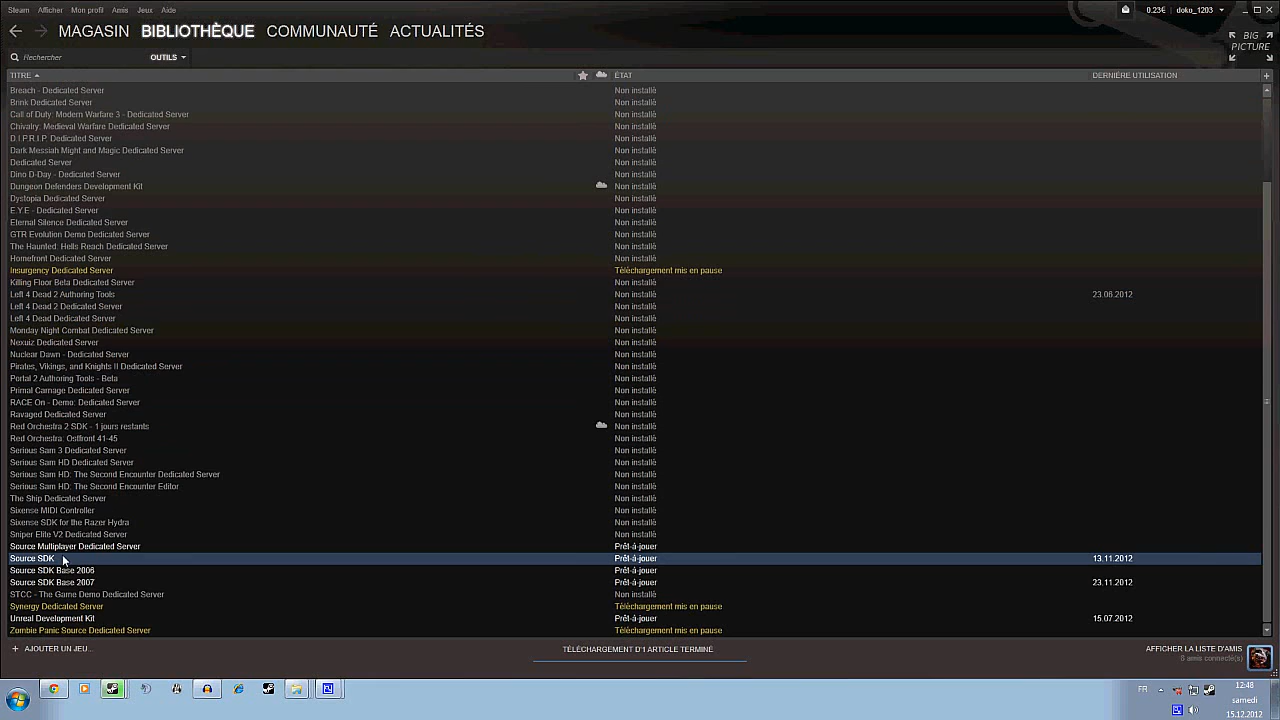 Steam Afficher Mon profil Amis Jeux Aide
0.23€ doku_1203
MAGASIN BIBLIOTHÈQUE COMMUNAUTÉ ACTUALITÉS
BIG PICTURE
Rechercher OUTILS
TITRE ÉTAT DERNIÈRE UTILISATION
Breach - Dedicated Server Non installé
Brink Dedicated Server Non installé
Call of Duty: Modern Warfare 3 - Dedicated Server Non installé
Chivalry: Medieval Warfare Dedicated Server Non installé
D.I.P.R.I.P. Dedicated Server Non installé
Dark Messiah Might and Magic Dedicated Server Non installé
Dedicated Server Non installé
Dino D-Day - Dedicated Server Non installé
Dungeon Defenders Development Kit Non installé
Dystopia Dedicated Server Non installé
E.Y.E - Dedicated Server Non installé
Eternal Silence Dedicated Server Non installé
GTR Evolution Demo Dedicated Server Non installé
The Haunted: Hells Reach Dedicated Server Non installé
Homefront Dedicated Server Non installé
Insurgency Dedicated Server Téléchargement mis en pause
Killing Floor Beta Dedicated Server Non installé
Left 4 Dead 2 Authoring Tools Non installé 23.06.2012
Left 4 Dead 2 Dedicated Server Non installé
Left 4 Dead Dedicated Server Non installé
Monday Night Combat Dedicated Server Non installé
Nexuiz Dedicated Server Non installé
Nuclear Dawn - Dedicated Server Non installé
Pirates, Vikings, and Knights II Dedicated Server Non installé
Portal 2 Authoring Tools - Beta Non installé
Primal Carnage Dedicated Server Non installé
RACE On - Demo: Dedicated Server Non installé
Ravaged Dedicated Server Non installé
Red Orchestra 2 SDK - 1 jours restants Non installé
Red Orchestra: Ostfront 41-45 Non installé
Serious Sam 3 Dedicated Server Non installé
Serious Sam HD Dedicated Server Non installé
Serious Sam HD: The Second Encounter Dedicated Server Non installé
Serious Sam HD: The Second Encounter Editor Non installé
The Ship Dedicated Server Non installé
Sixense MIDI Controller Non installé
Sixense SDK for the Razer Hydra Non installé
Sniper Elite V2 Dedicated Server Non installé
Source Multiplayer Dedicated Server Prêt-à-jouer
Source SDK Prêt-à-jouer 13.11.2012
Source SDK Base 2006 Prêt-à-jouer
Source SDK Base 2007 Prêt-à-jouer 23.11.2012
STCC - The Game Demo Dedicated Server Non installé
Synergy Dedicated Server Téléchargement mis en pause
Unreal Development Kit Prêt-à-jouer 15.07.2012
Zombie Panic Source Dedicated Server Téléchargement mis en pause
+ AJOUTER UN JEU... TÉLÉCHARGEMENT D'1 ARTICLE TERMINÉ AFFICHER LA LISTE D'AMIS
6 amis connecté(s)
FR 12:48
samedi
15.12.2012